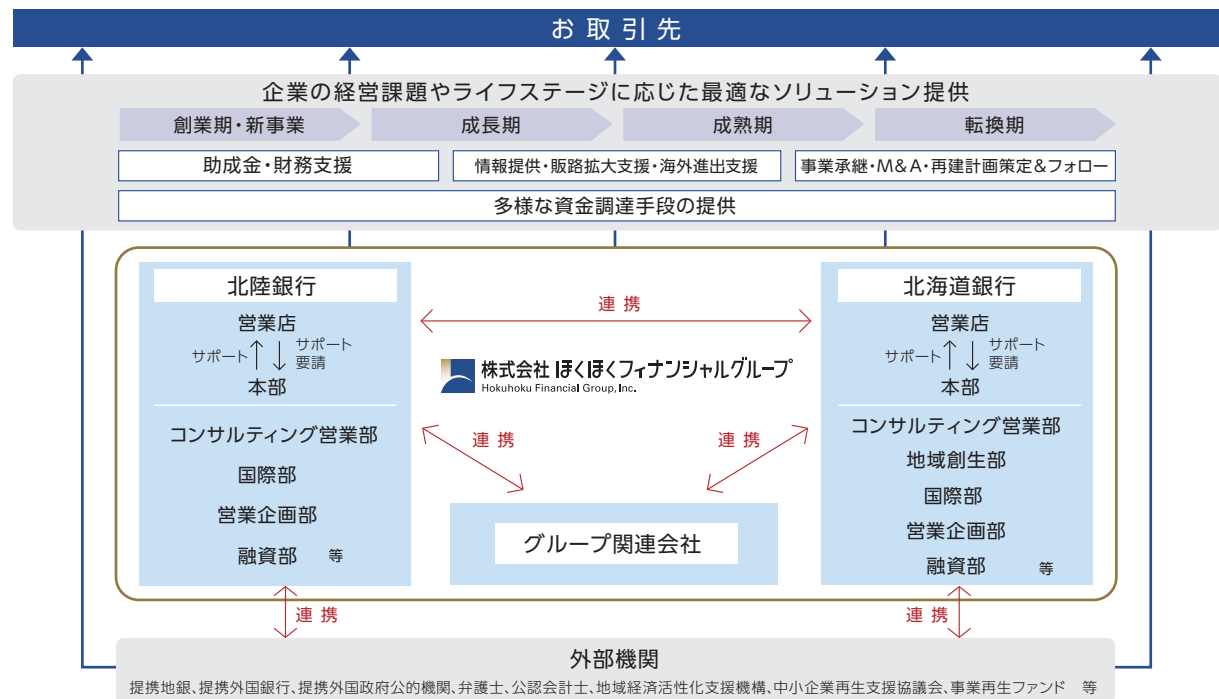 お取引先
企業の経営課題やライフステージに応じた最適なソリューション提供
創業期・新事業
成長期
成熟期
転換期
助成金・財務支援
情報提供・販路拡大支援・海外進出支援
事業承継・M&A・再建計画策定&フォロー
多様な資金調達手段の提供
北陸銀行
営業店
サポート
サポート
要請
本部
コンサルティング営業部
国際部
営業企画部
融資部 等
連携
株式会社 ほくほくフィナンシャルグループ
Hokuhoku Financial Group, Inc.
連携
連携
グループ関連会社
北海道銀行
営業店
サポート
サポート
要請
本部
コンサルティング営業部
地域創生部
国際部
営業企画部
融資部 等
連携
連携
外部機関
提携地銀、提携外国銀行、提携外国政府公的機関、弁護士、公認会計士、地域経済活性化支援機構、中小企業再生支援協議会、事業再生ファンド 等